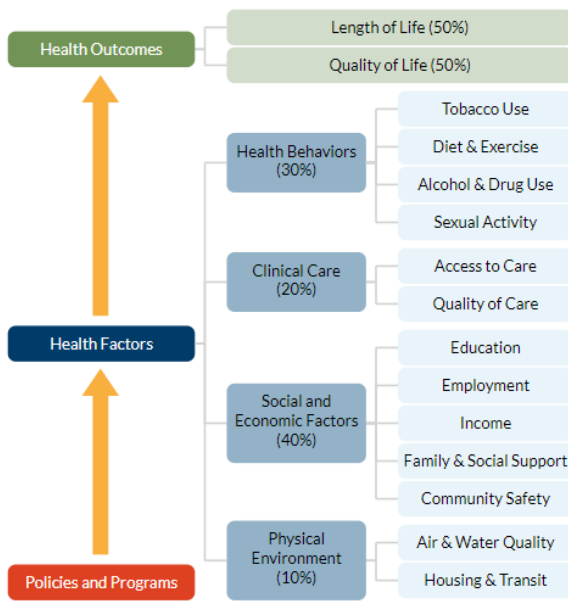 Health Outcomes
Length of Life (50%)
Quality of Life (50%)
Health Factors
Health Behaviors
(30%)
Tobacco Use
Diet & Exercise
Alcohol & Drug Use
Sexual Activity
Clinical Care
(20%)
Access to Care
Quality of Care
Social and
Economic Factors
(40%)
Education
Employment
Income
Family & Social Support
Community Safety
Physical
Environment
(10%)
Air & Water Quality
Housing & Transit
Policies and Programs